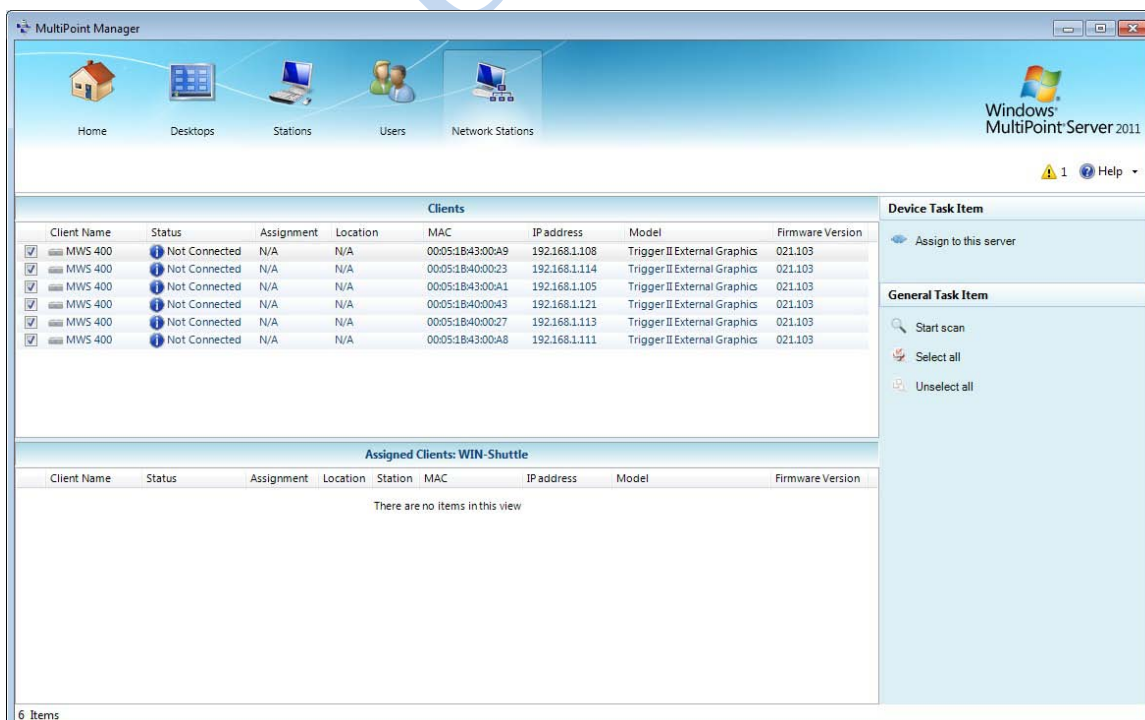 MultiPoint Manager
Home Desktops Stations Users Network Stations
Windows
MultiPoint Server 2011
1 Help
Clients
Client Name Status Assignment Location MAC IP address Model Firmware Version
MWS 400 Not Connected N/A N/A 00:05:1B:43:00:A9 192.168.1.108 Trigger II External Graphics 021.103
MWS 400 Not Connected N/A N/A 00:05:1B:40:00:23 192.168.1.114 Trigger II External Graphics 021.103
MWS 400 Not Connected N/A N/A 00:05:1B:43:00:A1 192.168.1.105 Trigger II External Graphics 021.103
MWS 400 Not Connected N/A N/A 00:05:1B:40:00:43 192.168.1.121 Trigger II External Graphics 021.103
MWS 400 Not Connected N/A N/A 00:05:1B:40:00:27 192.168.1.113 Trigger II External Graphics 021.103
MWS 400 Not Connected N/A N/A 00:05:1B:43:00:A8 192.168.1.111 Trigger II External Graphics 021.103
Device Task Item
Assign to this server
General Task Item
Start scan
Select all
Unselect all
Assigned Clients: WIN-Shuttle
Client Name Status Assignment Location Station MAC IP address Model Firmware Version
There are no items in this view
6 Items